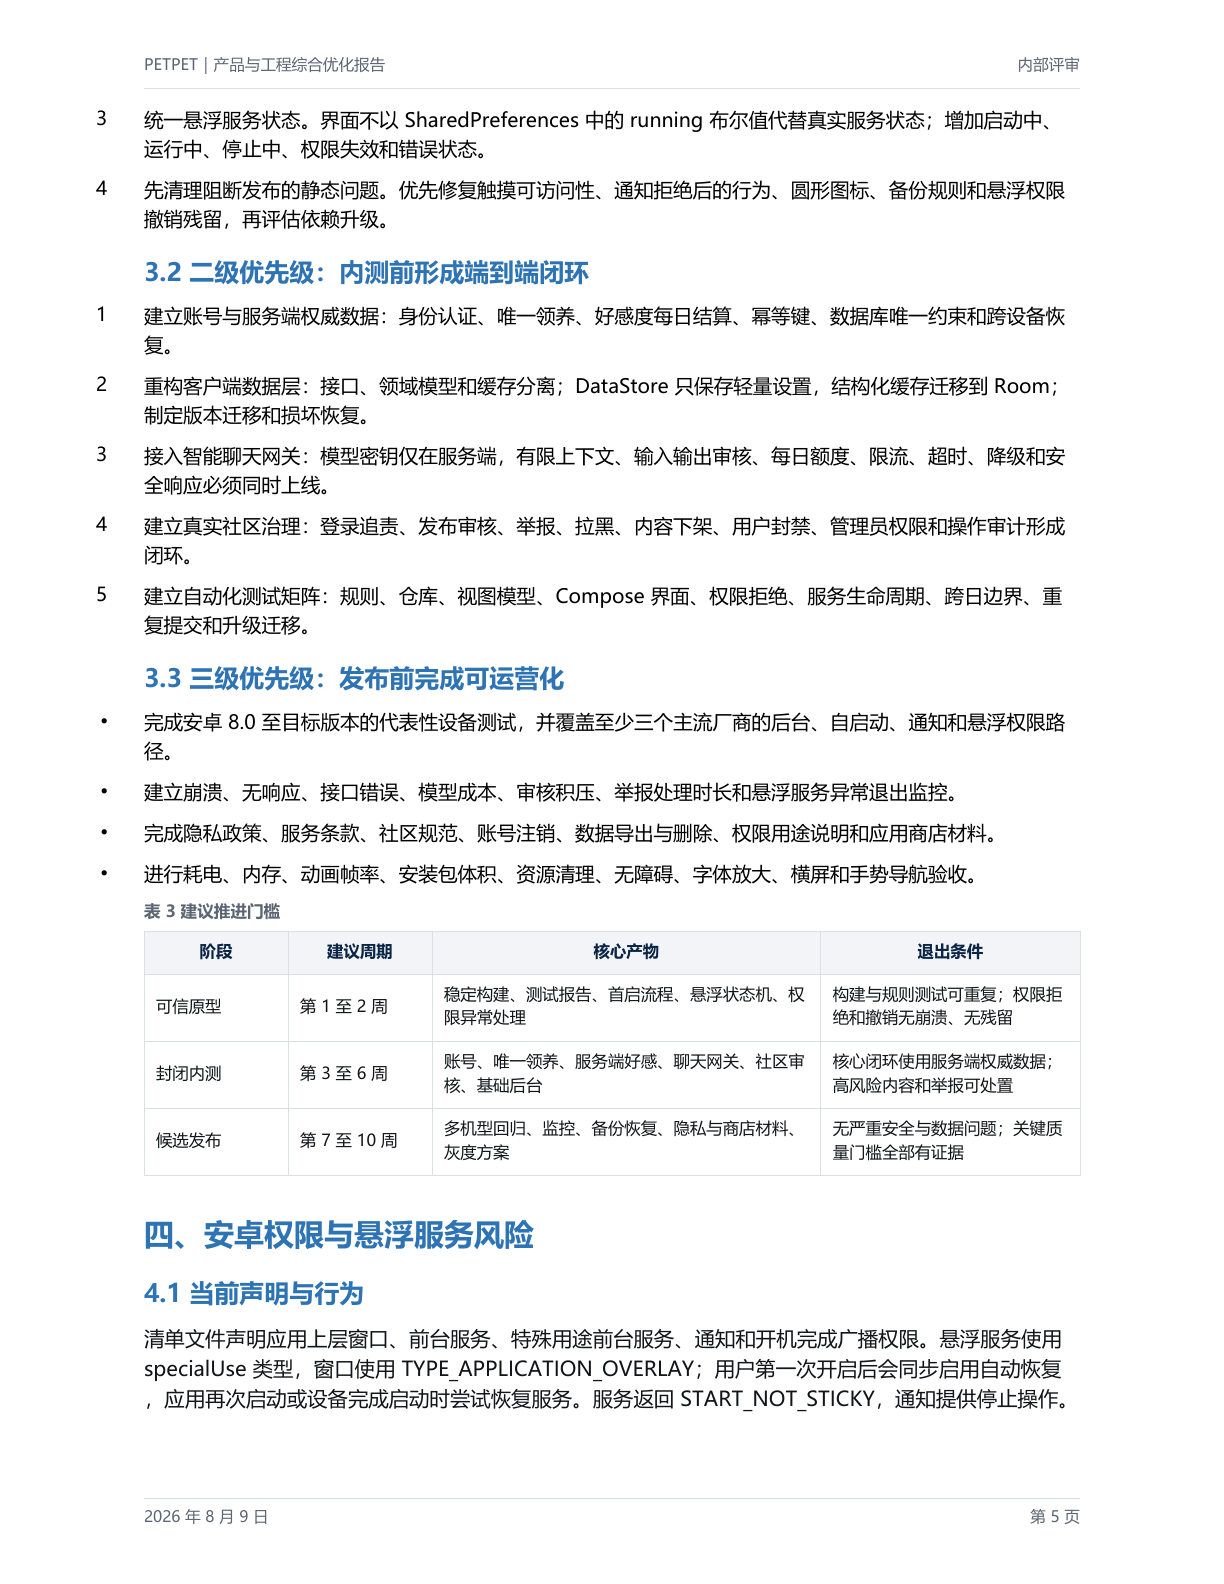 PETPET | 产品与工程综合优化报告
内部评审
3 统一悬浮服务状态。界面不以 SharedPreferences 中的 running 布尔值代替真实服务状态；增加启动中、
运行中、停止中、权限失效和错误状态。
4 先清理阻断发布的静态问题。优先修复触摸可访问性、通知拒绝后的行为、圆形图标、备份规则和悬浮权限
撤销残留，再评估依赖升级。
3.2 二级优先级：内测前形成端到端闭环
1 建立账号与服务端权威数据：身份认证、唯一领养、好感度每日结算、幂等键、数据库唯一约束和跨设备恢
复。
2 重构客户端数据层：接口、领域模型和缓存分离；DataStore 只保存轻量设置，结构化缓存迁移到 Room；
制定版本迁移和损坏恢复。
3 接入智能聊天网关：模型密钥仅在服务端，有限上下文、输入输出审核、每日额度、限流、超时、降级和安
全响应必须同时上线。
4 建立真实社区治理：登录追责、发布审核、举报、拉黑、内容下架、用户封禁、管理员权限和操作审计形成
闭环。
5 建立自动化测试矩阵：规则、仓库、视图模型、Compose 界面、权限拒绝、服务生命周期、跨日边界、重
复提交和升级迁移。
3.3 三级优先级：发布前完成可运营化
• 完成安卓 8.0 至目标版本的代表性设备测试，并覆盖至少三个主流厂商的后台、自启动、通知和悬浮权限路
径。
• 建立崩溃、无响应、接口错误、模型成本、审核积压、举报处理时长和悬浮服务异常退出监控。
• 完成隐私政策、服务条款、社区规范、账号注销、数据导出与删除、权限用途说明和应用商店材料。
• 进行耗电、内存、动画帧率、安装包体积、资源清理、无障碍、字体放大、横屏和手势导航验收。
表 3 建议推进门槛
阶段 建议周期 核心产物 退出条件
可信原型 第 1 至 2 周 稳定构建、测试报告、首启流程、悬浮状态机、权
限异常处理 构建与规则测试可重复；权限拒
绝和撤销无崩溃、无残留
封闭内测 第 3 至 6 周 账号、唯一领养、服务端好感、聊天网关、社区审
核、基础后台 核心闭环使用服务端权威数据；
高风险内容和举报可处置
候选发布 第 7 至 10 周 多机型回归、监控、备份恢复、隐私与商店材料、
灰度方案 无严重安全与数据问题；关键质
量门槛全部有证据
四、安卓权限与悬浮服务风险
4.1 当前声明与行为
清单文件声明应用上层窗口、前台服务、特殊用途前台服务、通知和开机完成广播权限。悬浮服务使用
specialUse 类型，窗口使用 TYPE_APPLICATION_OVERLAY；用户第一次开启后会同步启用自动恢复
，应用再次启动或设备完成启动时尝试恢复服务。服务返回 START_NOT_STICKY，通知提供停止操作。
2026 年 8 月 9 日
第 5 页